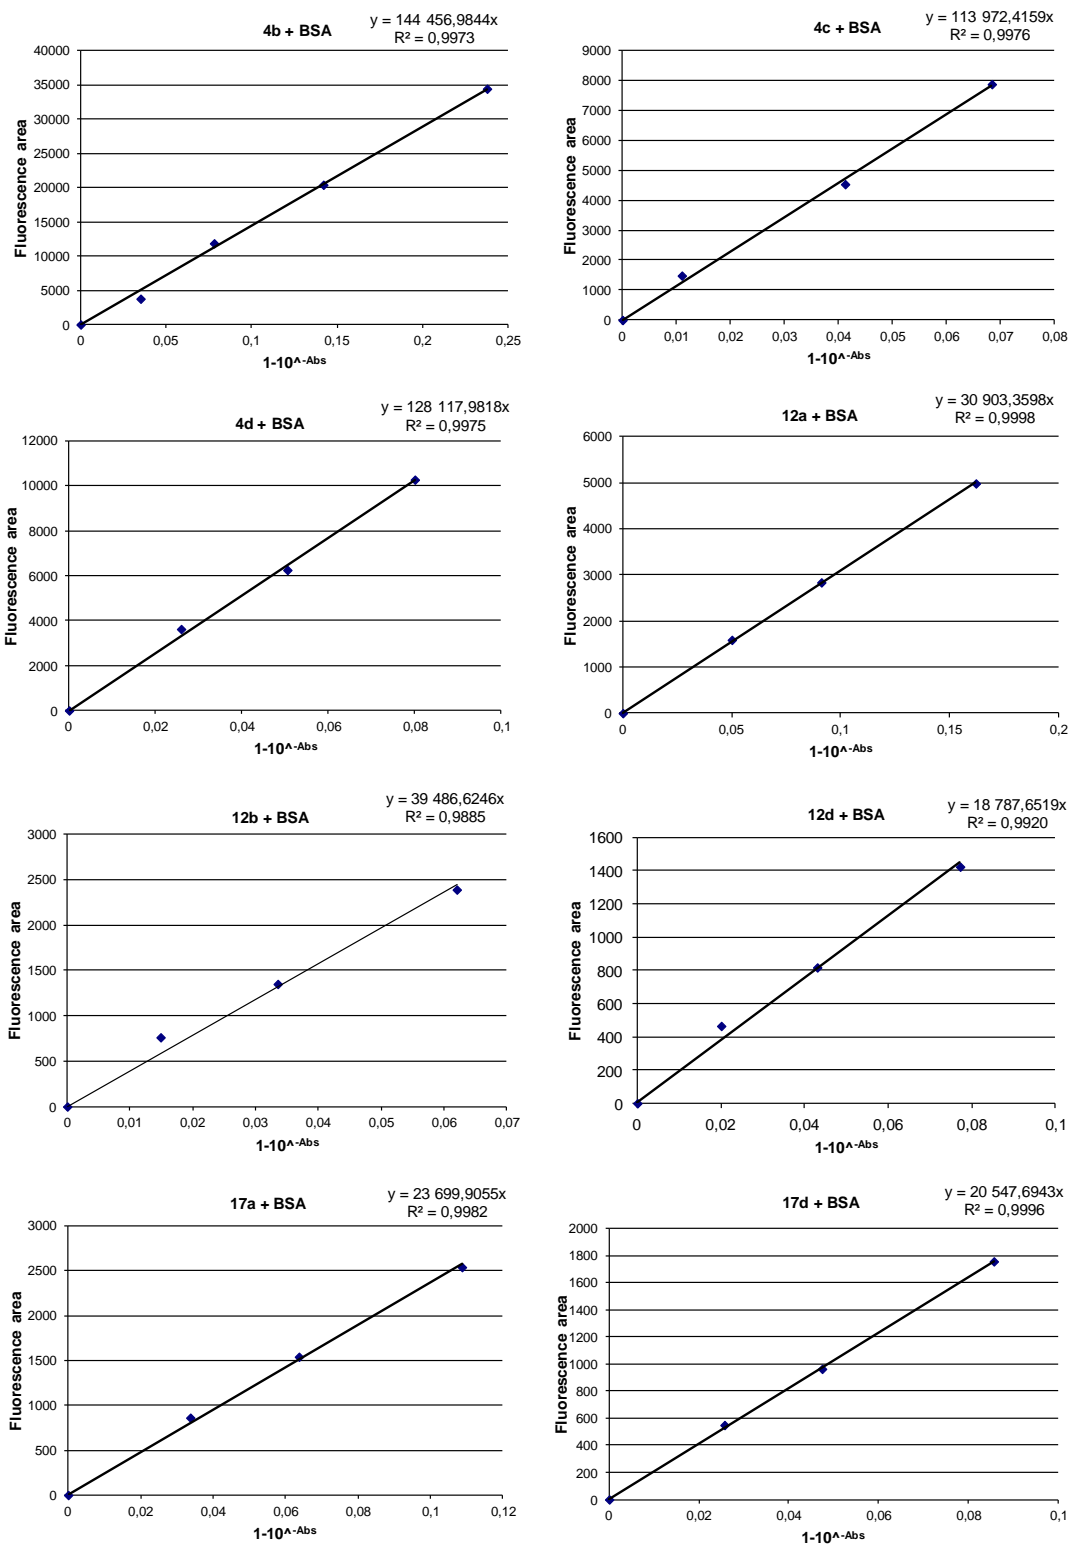 4b + BSA
y = 144 456,9844x
R² = 0,9973
40000
35000
30000
25000
20000
15000
10000
5000
0
Fluorescence area
0 0,05 0,1 0,15 0,2 0,25
1-10^-Abs
4c + BSA
y = 113 972,4159x
R² = 0,9976
9000
8000
7000
6000
5000
4000
3000
2000
1000
0
Fluorescence area
0 0,01 0,02 0,03 0,04 0,05 0,06 0,07 0,08
1-10^-Abs
4d + BSA
y = 128 117,9818x
R² = 0,9975
12000
10000
8000
6000
4000
2000
0
Fluorescence area
0 0,02 0,04 0,06 0,08 0,1
1-10^-Abs
12a + BSA
y = 30 903,3598x
R² = 0,9998
6000
5000
4000
3000
2000
1000
0
Fluorescence area
0 0,05 0,1 0,15 0,2
1-10^-Abs
12b + BSA
y = 39 486,6246x
R² = 0,9885
3000
2500
2000
1500
1000
500
0
Fluorescence area
0 0,01 0,02 0,03 0,04 0,05 0,06 0,07
1-10^-Abs
12d + BSA
y = 18 787,6519x
R² = 0,9920
1600
1400
1200
1000
800
600
400
200
0
Fluorescence area
0 0,02 0,04 0,06 0,08 0,1
1-10^-Abs
17a + BSA
y = 23 699,9055x
R² = 0,9982
3000
2500
2000
1500
1000
500
0
Fluorescence area
0 0,02 0,04 0,06 0,08 0,1 0,12
1-10^-Abs
17d + BSA
y = 20 547,6943x
R² = 0,9996
2000
1800
1600
1400
1200
1000
800
600
400
200
0
Fluorescence area
0 0,02 0,04 0,06 0,08 0,1
1-10^-Abs